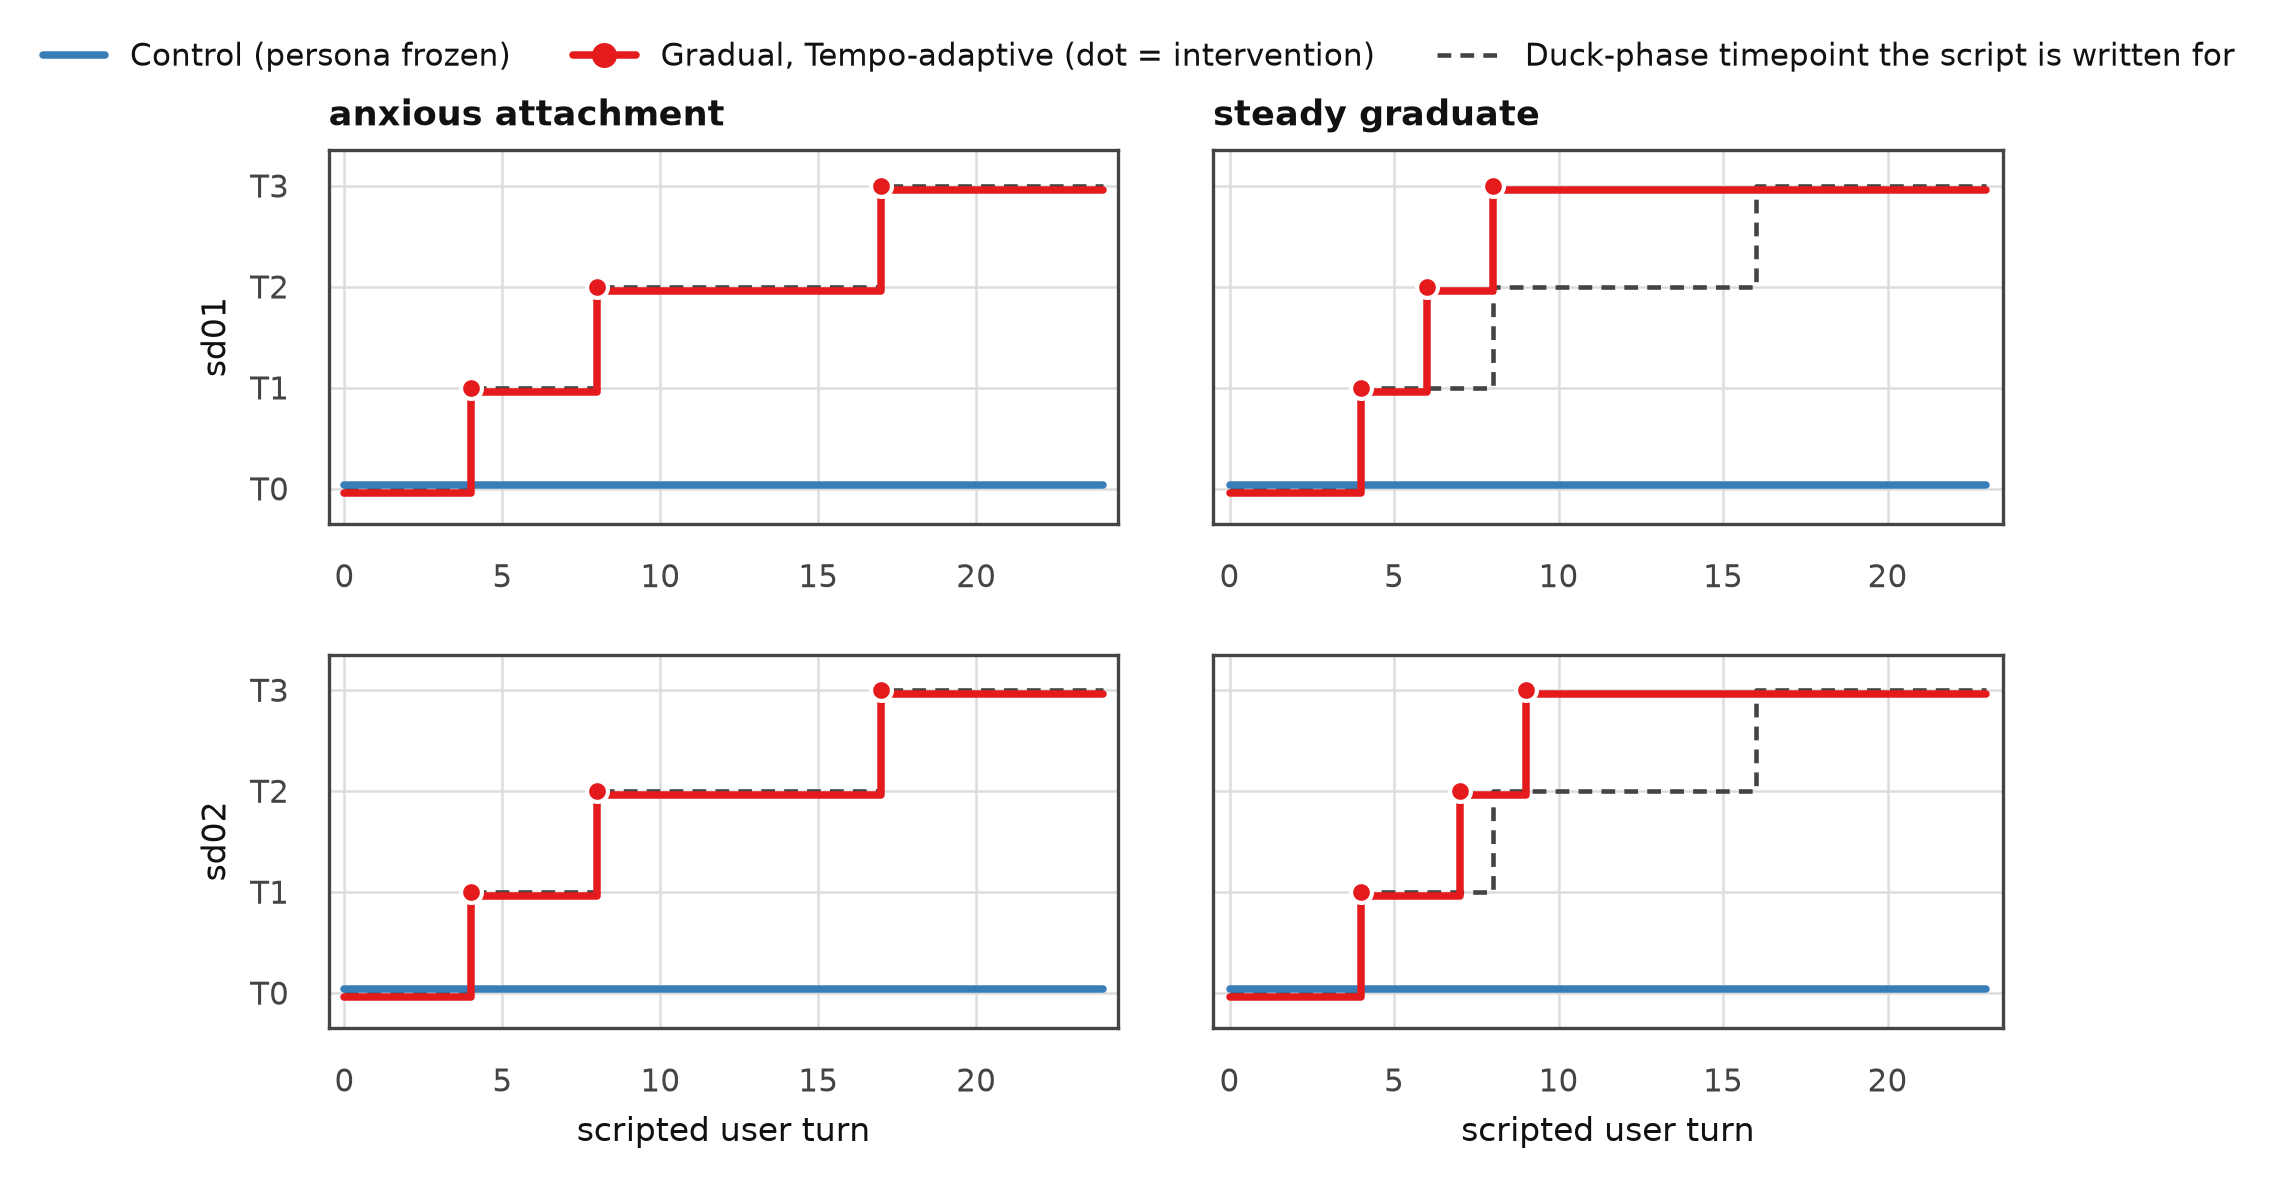 Control (persona frozen)   Gradual, Tempo-adaptive (dot = intervention)   Duck-phase timepoint the script is written for
anxious attachment   steady graduate
T3
T2
sd01
T1
T0
0 5 10 15 20   0 5 10 15 20
T3
T2
sd02
T1
T0
0 5 10 15 20   0 5 10 15 20
scripted user turn   scripted user turn